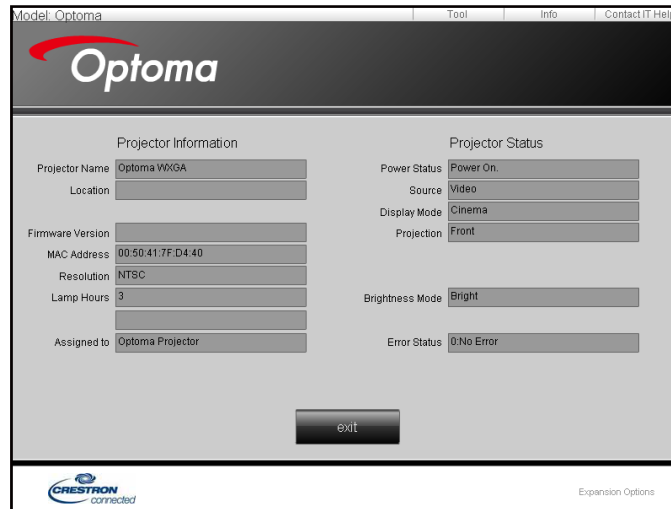 Model: Optoma
Tool Info Contact IT Hel
Optoma
Projector Information
Projector Name Optoma WXGA
Location
Firmware Version
MAC Address 00:50:41:7F:D4:40
Resolution NTSC
Lamp Hours 3
Assigned to Optoma Projector
Projector Status
Power Status Power On.
Source Video
Display Mode Cinema
Projection Front
Brightness Mode Bright
Error Status 0:No Error
exit
CRESTRON
connected
Expansion Options